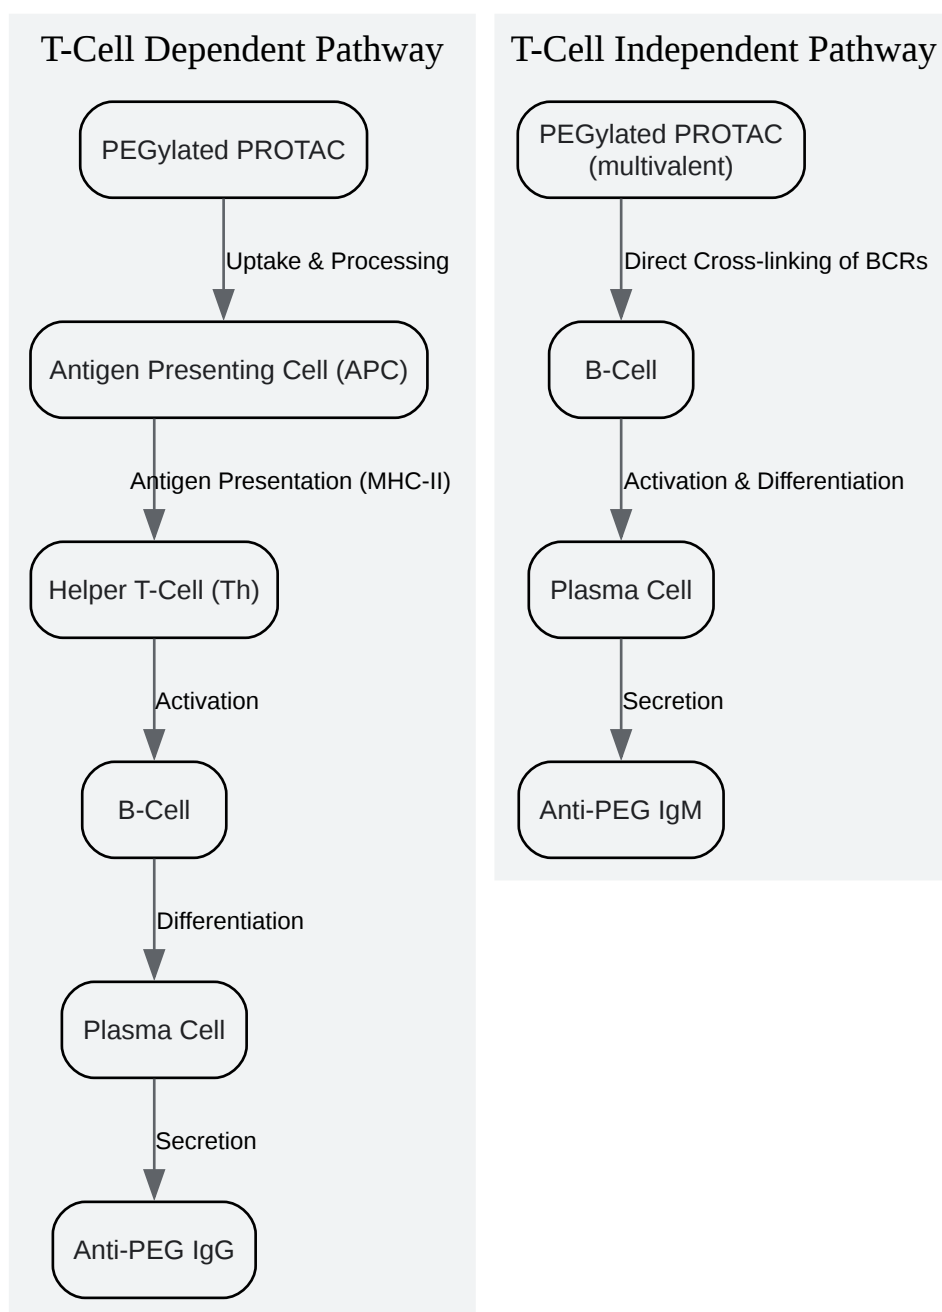 T-Cell Dependent Pathway
PEGylated PROTAC
Uptake & Processing
Antigen Presenting Cell (APC)
Antigen Presentation (MHC-II)
Helper T-Cell (Th)
Activation
B-Cell
Differentiation
Plasma Cell
Secretion
Anti-PEG IgG
T-Cell Independent Pathway
PEGylated PROTAC
(multivalent)
Direct Cross-linking of BCRs
B-Cell
Activation & Differentiation
Plasma Cell
Secretion
Anti-PEG IgM